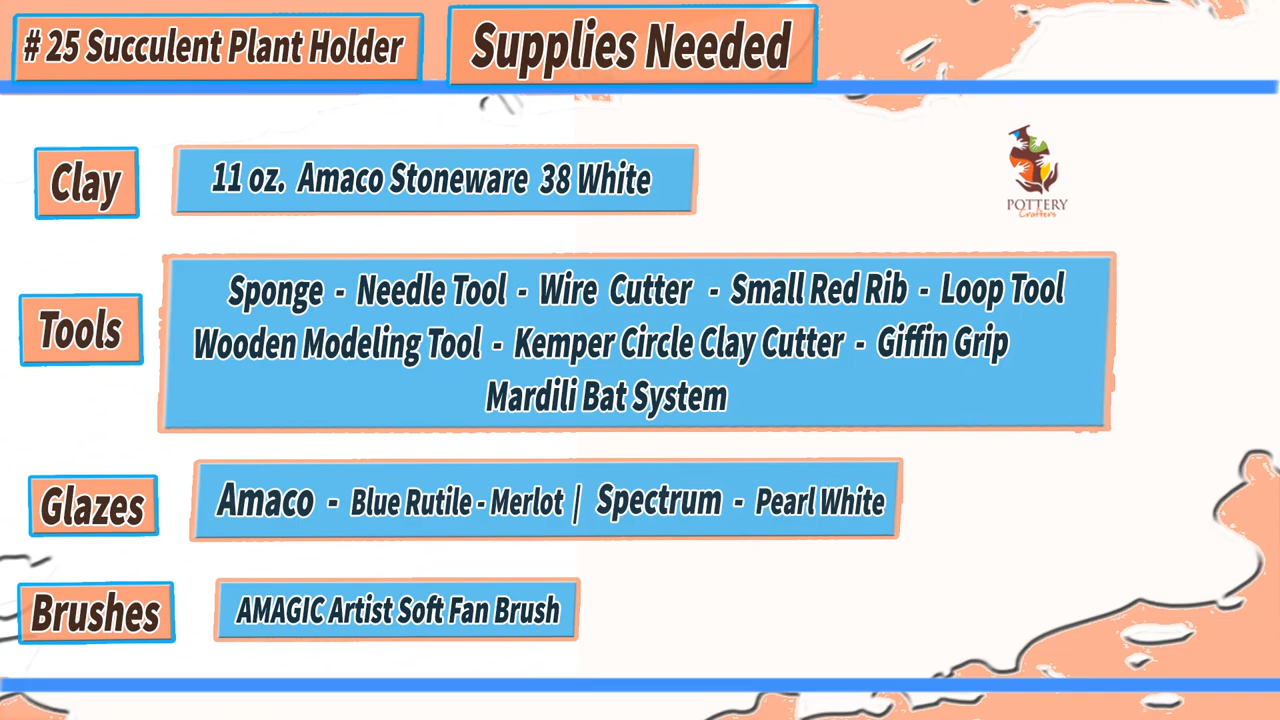 # 25 Succulent Plant Holder
Supplies Needed
Clay
11 oz. Amaco Stoneware 38 White
POTTERY
Crafters
Tools
Sponge - Needle Tool - Wire Cutter - Small Red Rib - Loop Tool
Wooden Modeling Tool - Kemper Circle Clay Cutter - Giffin Grip
Mardili Bat System
Glazes
Amaco - Blue Rutile - Merlot | Spectrum - Pearl White
Brushes
AMAGIC Artist Soft Fan Brush